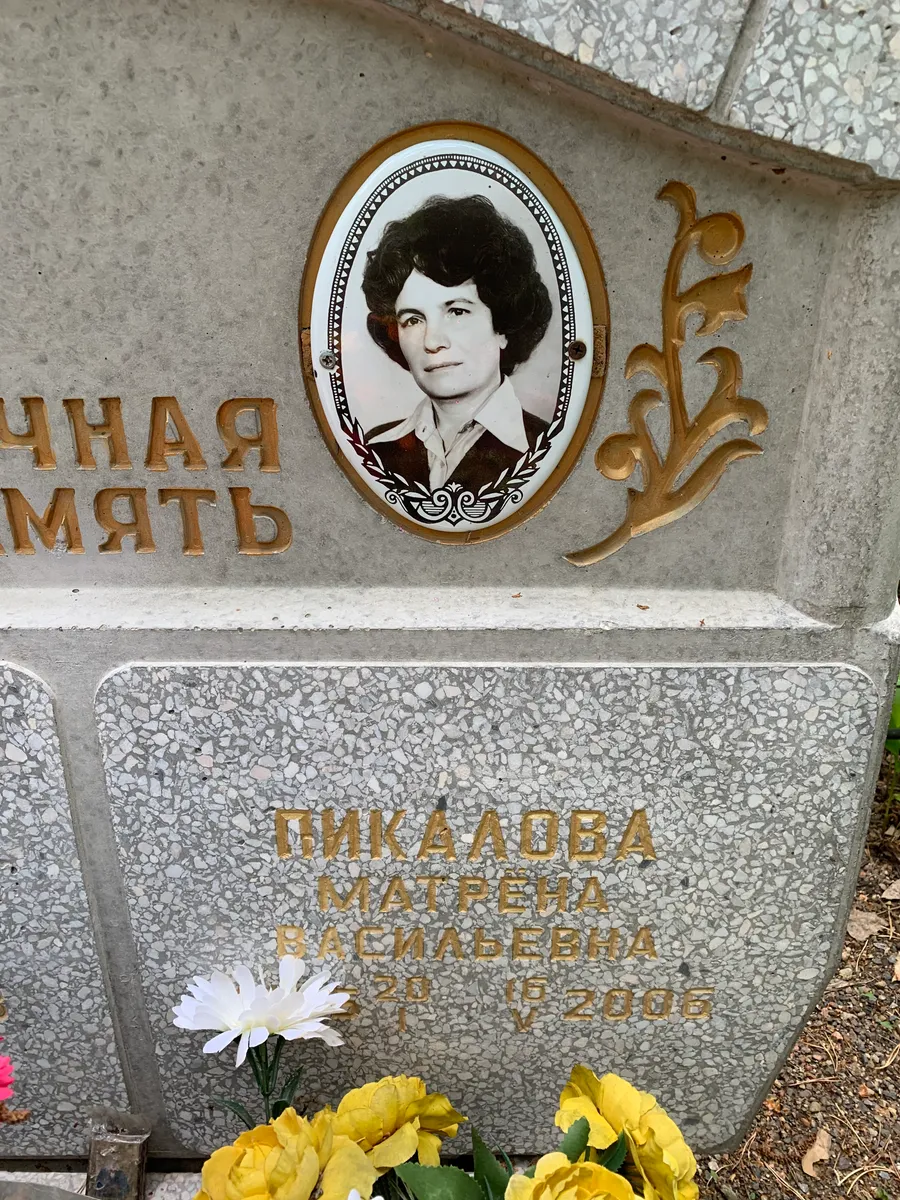 ЧНАЯ
МЯТЬ
ПИКАЛОВА
МАТРЁНА
ВАСИЛЬЕВНА
20 16 2006
I V